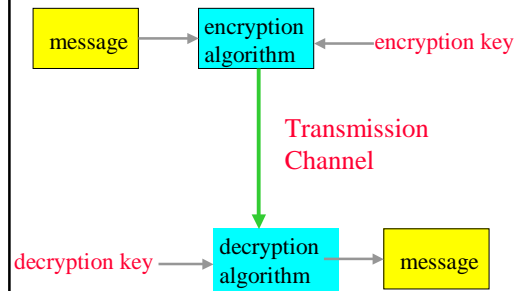 message
encryption
algorithm
encryption key
Transmission
Channel
decryption key
decryption
algorithm
message